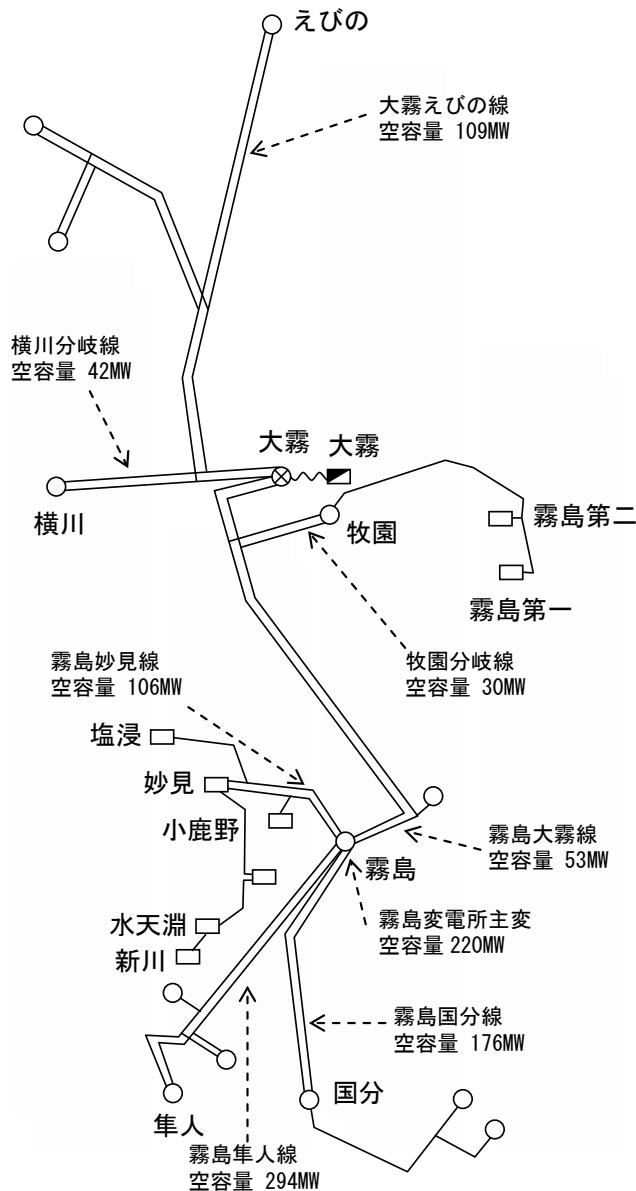 えびの
大霧えびの線
空容量 109MW
横川分岐線
空容量 42MW
大霧
大霧
横川
牧園
霧島第二
霧島第一
霧島妙見線
空容量 106MW
牧園分岐線
空容量 30MW
塩浸
妙見
小鹿野
霧島大霧線
空容量 53MW
霧島
水天淵
霧島変電所主変
空容量 220MW
新川
霧島国分線
空容量 176MW
国分
隼人
霧島隼人線
空容量 294MW